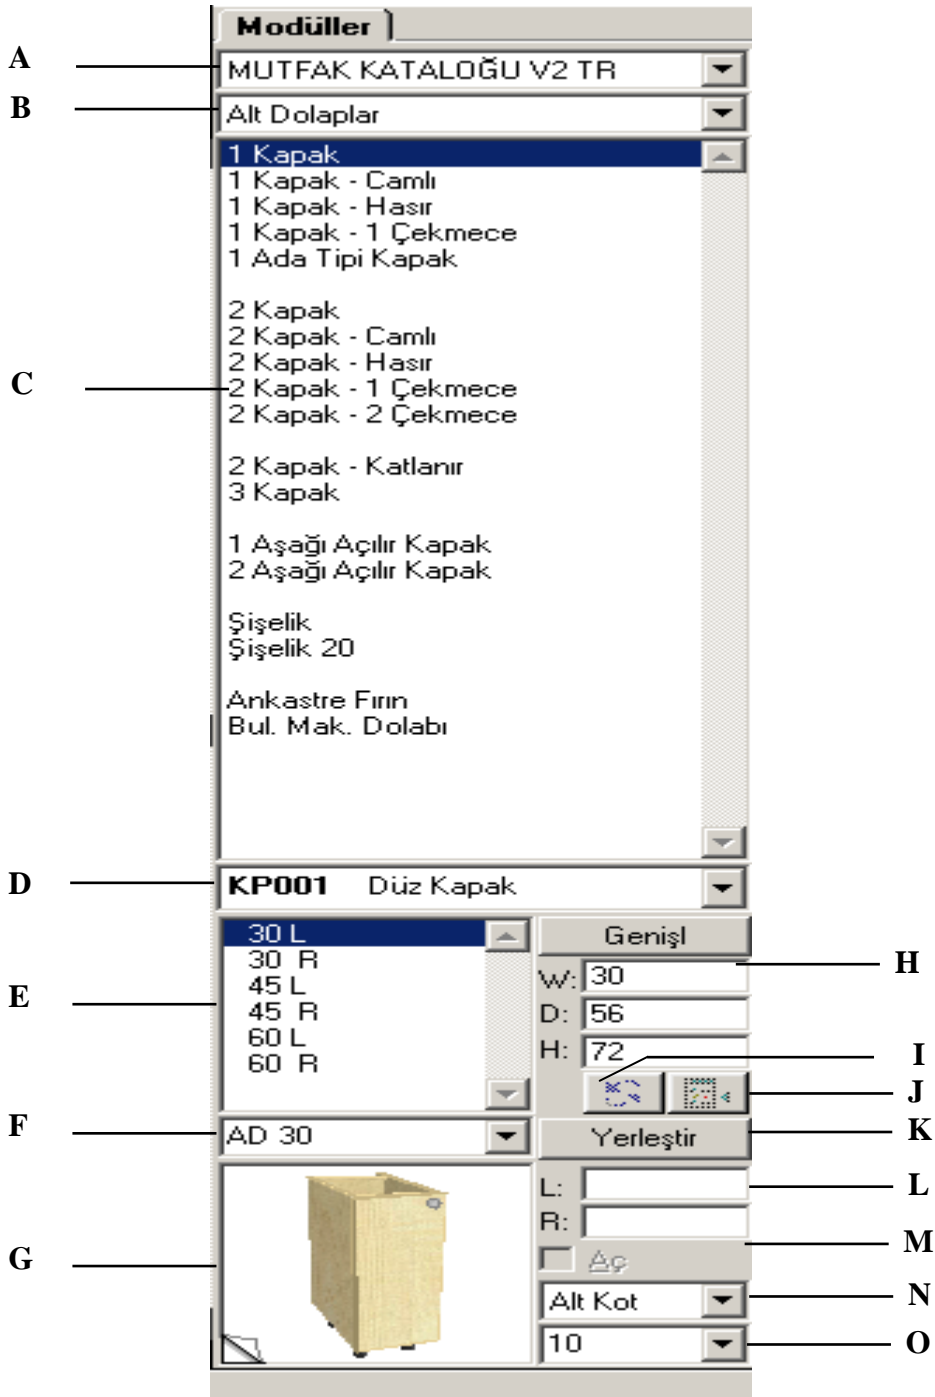 Modüller
A
MUTFAK KATALOĞU V2 TR
B
Alt Dolaplar
1 Kapak
1 Kapak - Camlı
1 Kapak - Hasır
1 Kapak - 1 Çekmece
1 Ada Tipi Kapak
2 Kapak
2 Kapak - Camlı
2 Kapak - Hasır
C
2 Kapak - 1 Çekmece
2 Kapak - 2 Çekmece
2 Kapak - Katlanır
3 Kapak
1 Aşağı Açılır Kapak
2 Aşağı Açılır Kapak
Şişelik
Şişelik 20
Ankastre Fırın
Bul. Mak. Dolabı
D
KP001 Düz Kapak
E
30 L
30 R
45 L
45 R
60 L
60 R
Genişl
W: 30
H
D: 56
H: 72
I
J
F
AD 30
Yerleştir
K
G
L:
L
R:
M
Aç
Alt Kot
N
10
O